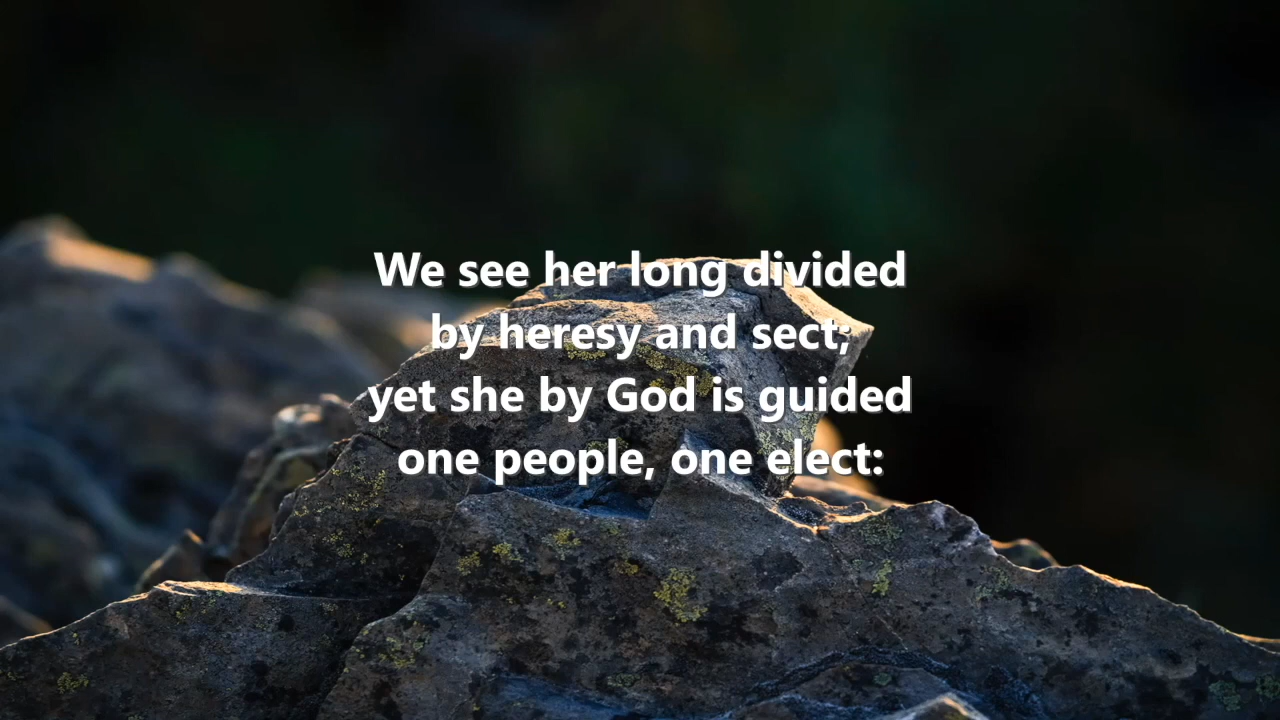 We see her long divided
by heresy and sect;
yet she by God is guided
one people, one elect: